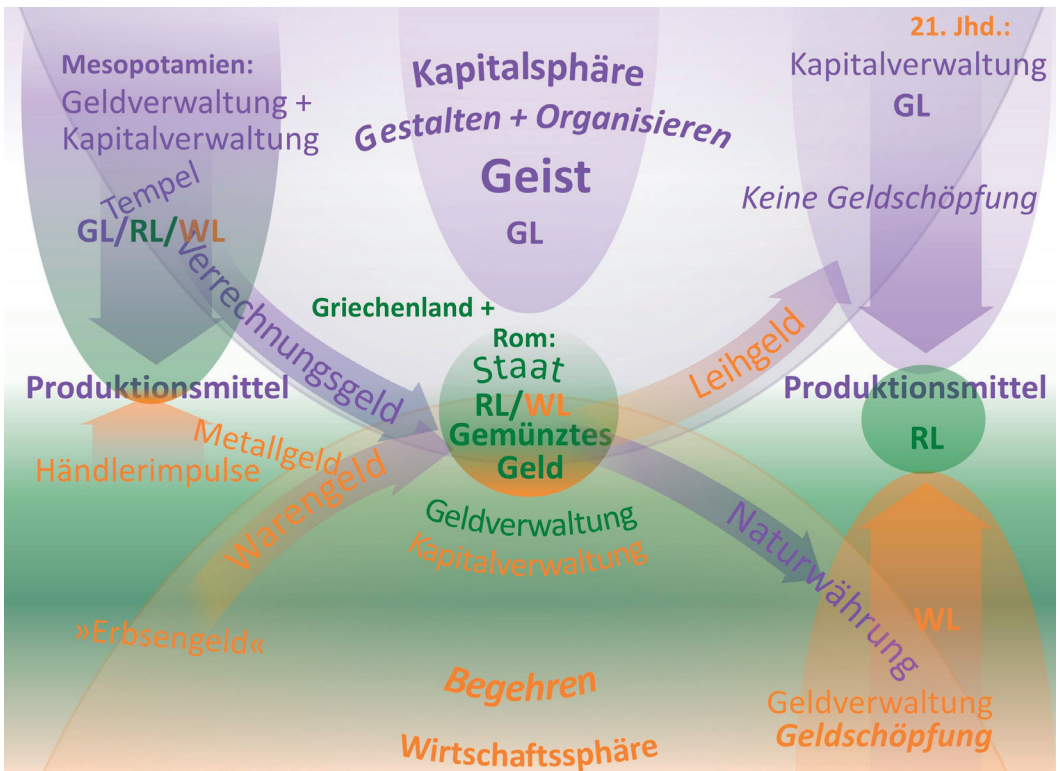 Mesopotamien:
Geldverwaltung +
Kapitalverwaltung
Tempel
GL/RL/WL
Verrechnungsgeld
Produktionsmittel
Metallgeld
Händlerimpulse
Warengeld
»Erbsengeld«
Kapitalsphäre
Gestalten + Organisieren
Geist
GL
Griechenland +
Rom:
Staat
RL/WL
Gemünztes
Geld
Geldverwaltung
Kapitalverwaltung
Begehren
Wirtschaftssphäre
21. Jhd.:
Kapitalverwaltung
GL
Keine Geldschöpfung
Leihgeld
Produktionsmittel
RL
Naturwährung
WL
Geldverwaltung
Geldschöpfung